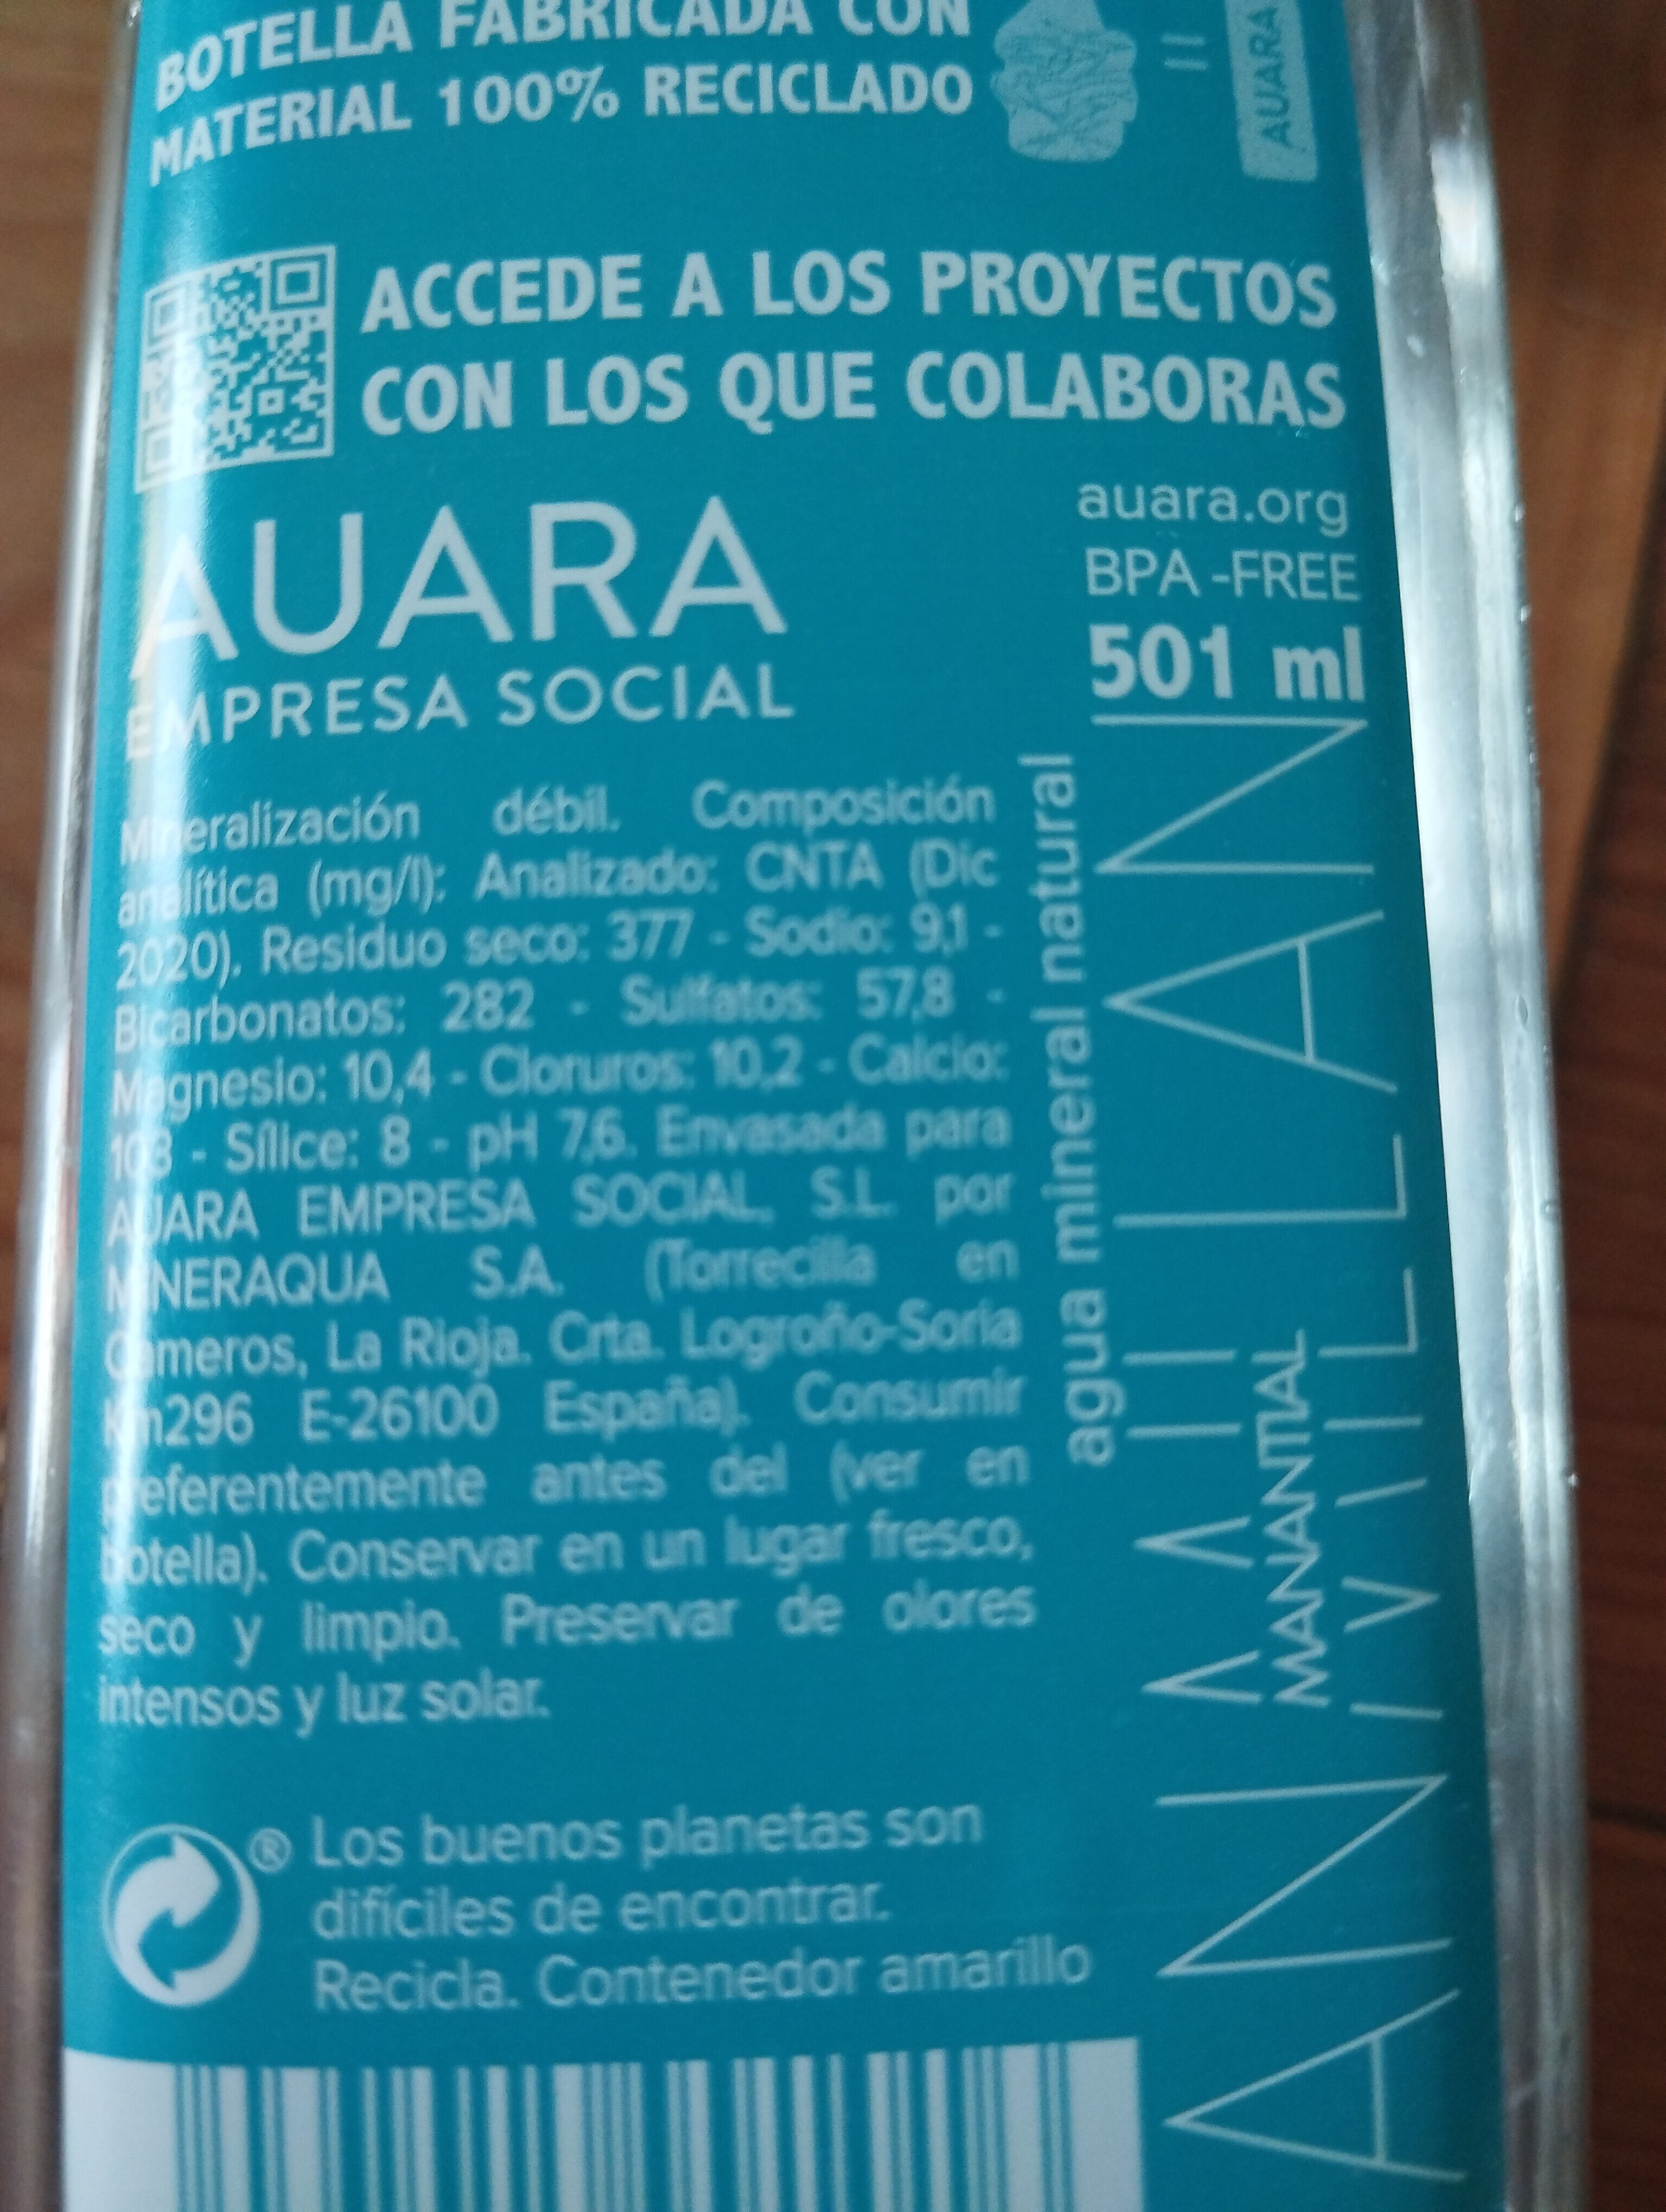 BOTELLA FABRICADA CON
MATERIAL 100% RECICLADO
AUARA
ACCEDE A LOS PROYECTOS
CON LOS QUE COLABORAS
auara.org
BPA -FREE
501 ml
AUARA
EMPRESA SOCIAL
Mineralización débil. Composición
analítica (mg/l): Analizado: CNTA (Dic
2020). Residuo seco: 377 - Sodio: 9,1 -
Bicarbonatos: 282 - Sulfatos: 57,8 -
Magnesio: 10,4 - Cloruros: 10,2 - Calcio:
103 - Sílice: 8 - pH 7,6. Envasada para
AUARA EMPRESA SOCIAL, S.L. por
MINERAQUA S.A. (Torrecilla en
Cameros, La Rioja. Crta. Logroño-Soria
Km296 E-26100 España). Consumir
preferentemente antes del (ver en
botella). Conservar en un lugar fresco,
seco y limpio. Preservar de olores
intensos y luz solar.
agua mineral natural
MANANTIAL
® Los buenos planetas son
difíciles de encontrar.
Recicla. Contenedor amarillo